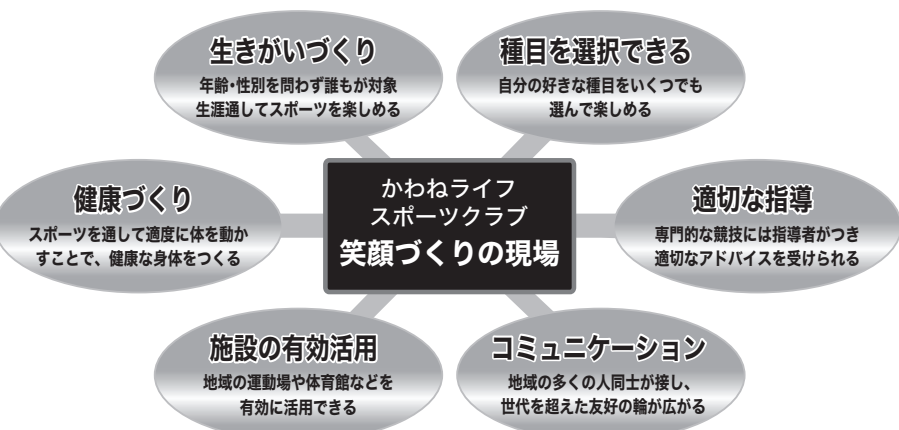 生きがいづくり
年齢・性別を問わず誰もが対象
生涯通してスポーツを楽しめる
種目を選択できる
自分の好きな種目をいくつでも
選んで楽しめる
健康づくり
スポーツを通して適度に体を動か
すことで、健康な身体をつくる
かわねライフ
スポーツクラブ
笑顔づくりの現場
適切な指導
専門的な競技には指導者がつき
適切なアドバイスを受けられる
施設の有効活用
地域の運動場や体育館などを
有効に活用できる
コミュニケーション
地域の多くの人同士が接し、
世代を超えた友好の輪が広がる